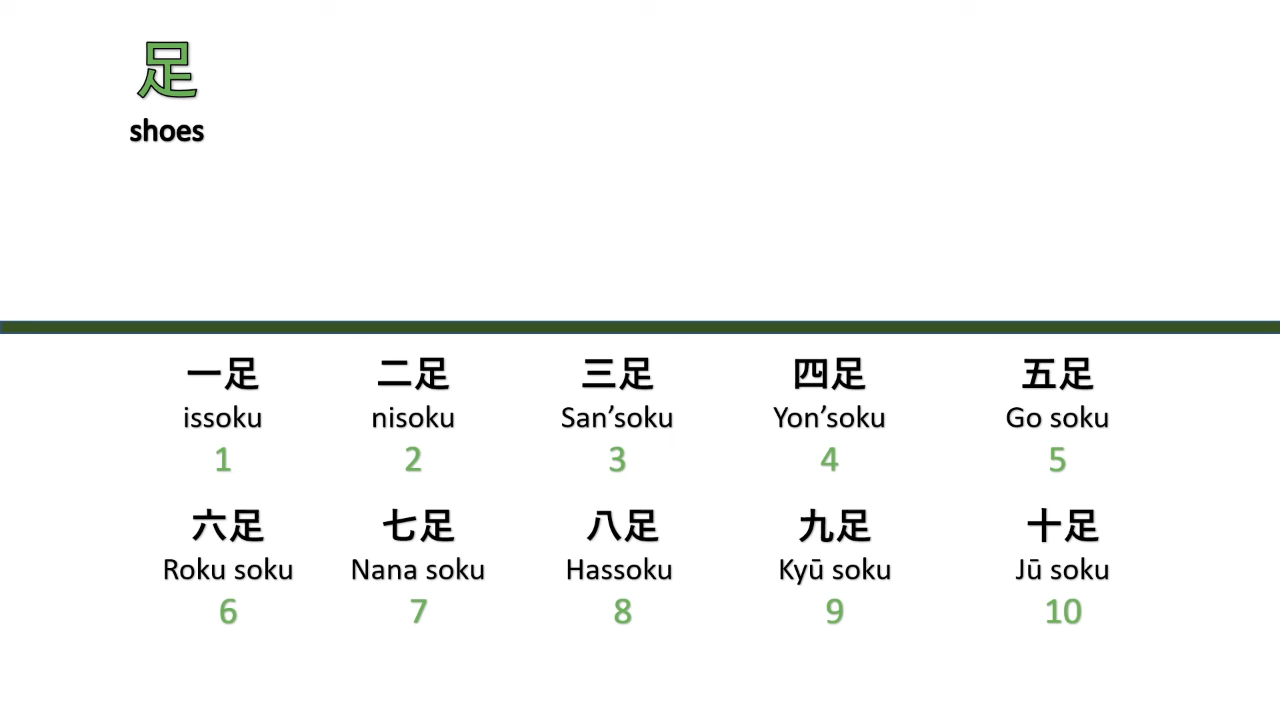 足
shoes
一足 二足 三足 四足 五足
issoku nisoku San’soku Yon’soku Go soku
1 2 3 4 5
六足 七足 八足 九足 十足
Roku soku Nana soku Hassoku Kyū soku Jū soku
6 7 8 9 10